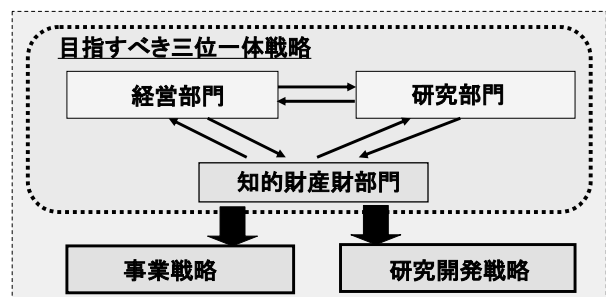 目指すべき三位一体戦略
経営部門
研究部門
知的財産財部門
事業戦略
研究開発戦略